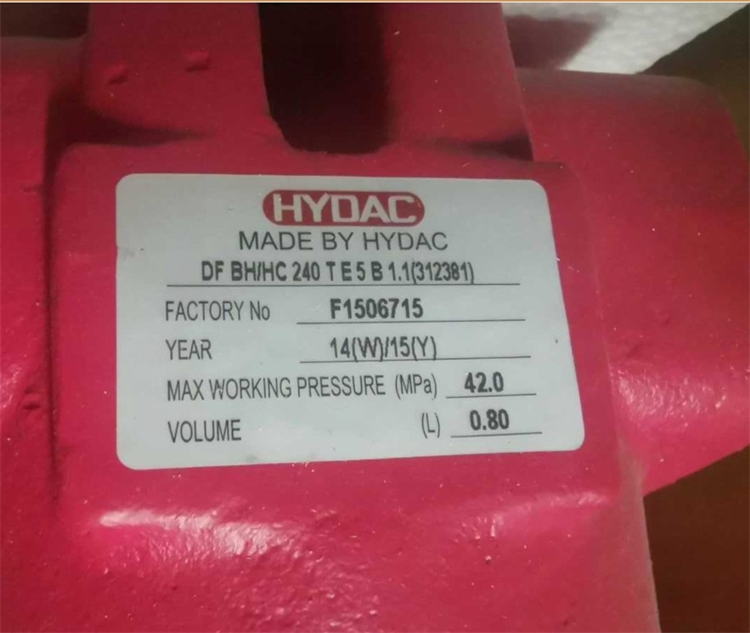 HYDAC
MADE BY HYDAC
DF BH/HC 240 T E 5 B 1.1(312381)
FACTORY No F1506715
YEAR 14(W)/15(Y)
MAX WORKING PRESSURE (MPa) 42.0
VOLUME (L) 0.80